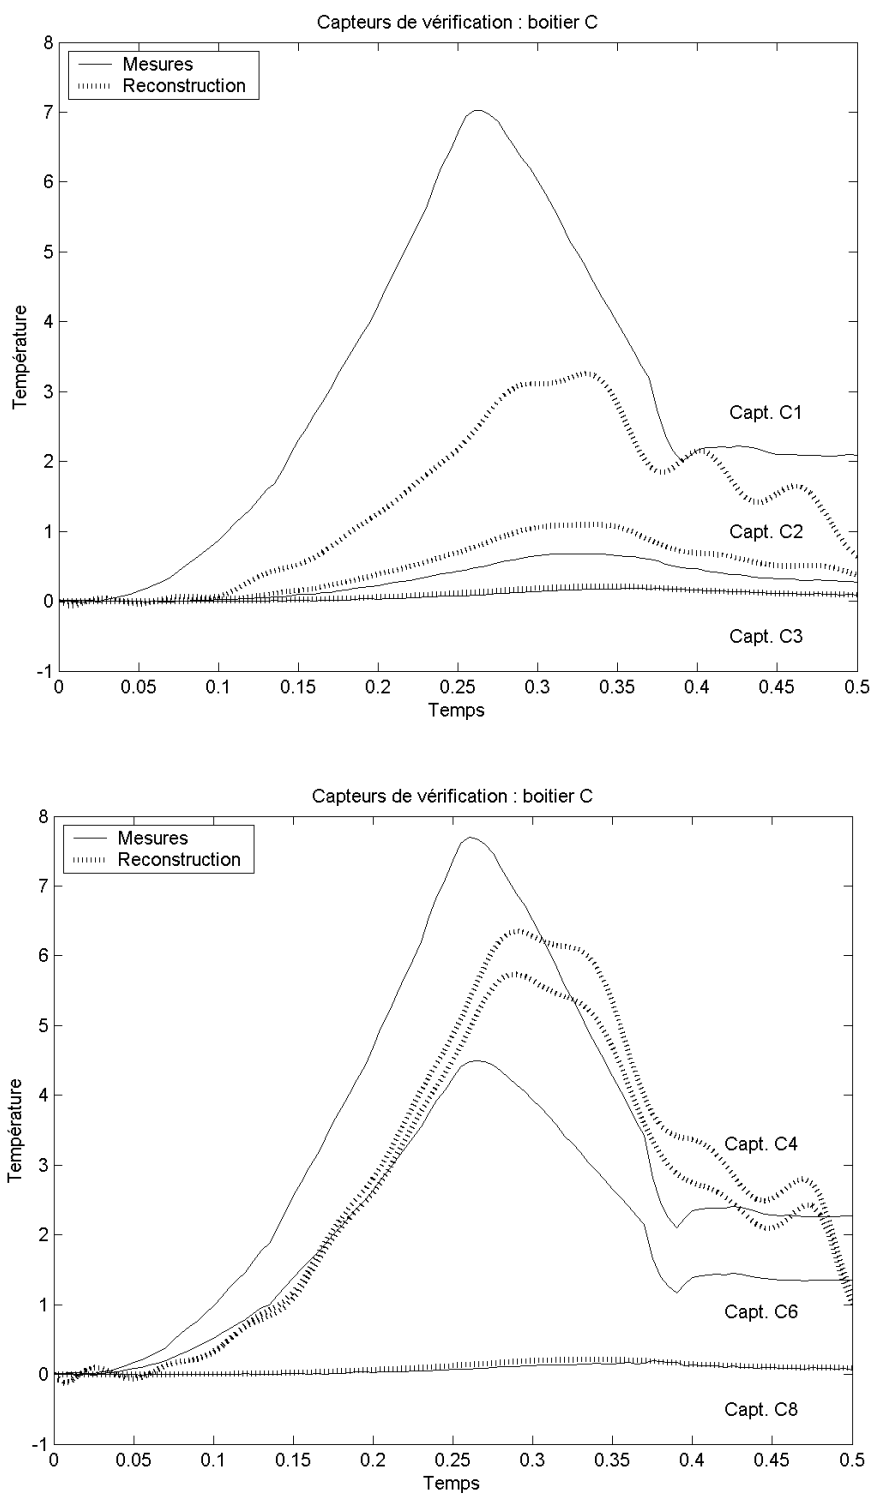 Capteurs de vérification : boitier C
8
Mesures
Reconstruction
7
6
5
4
3
2
1
0
-1
Température
Capt. C1
Capt. C2
Capt. C3
0 0.05 0.1 0.15 0.2 0.25 0.3 0.35 0.4 0.45 0.5
Temps
Capteurs de vérification : boitier C
8
Mesures
Reconstruction
7
6
5
4
3
2
1
0
-1
Température
Capt. C4
Capt. C6
Capt. C8
0 0.05 0.1 0.15 0.2 0.25 0.3 0.35 0.4 0.45 0.5
Temps